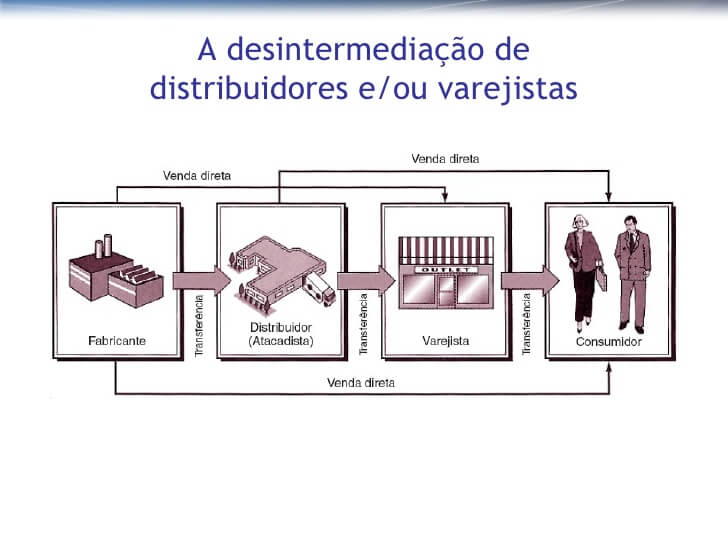 A desintermediação de
distribuidores e/ou varejistas
Venda direta
Venda direta
OUTLET
Fabricante
Transferência
Distribuidor
(Atacadista)
Transferência
Varejista
Transferência
Consumidor
Venda direta